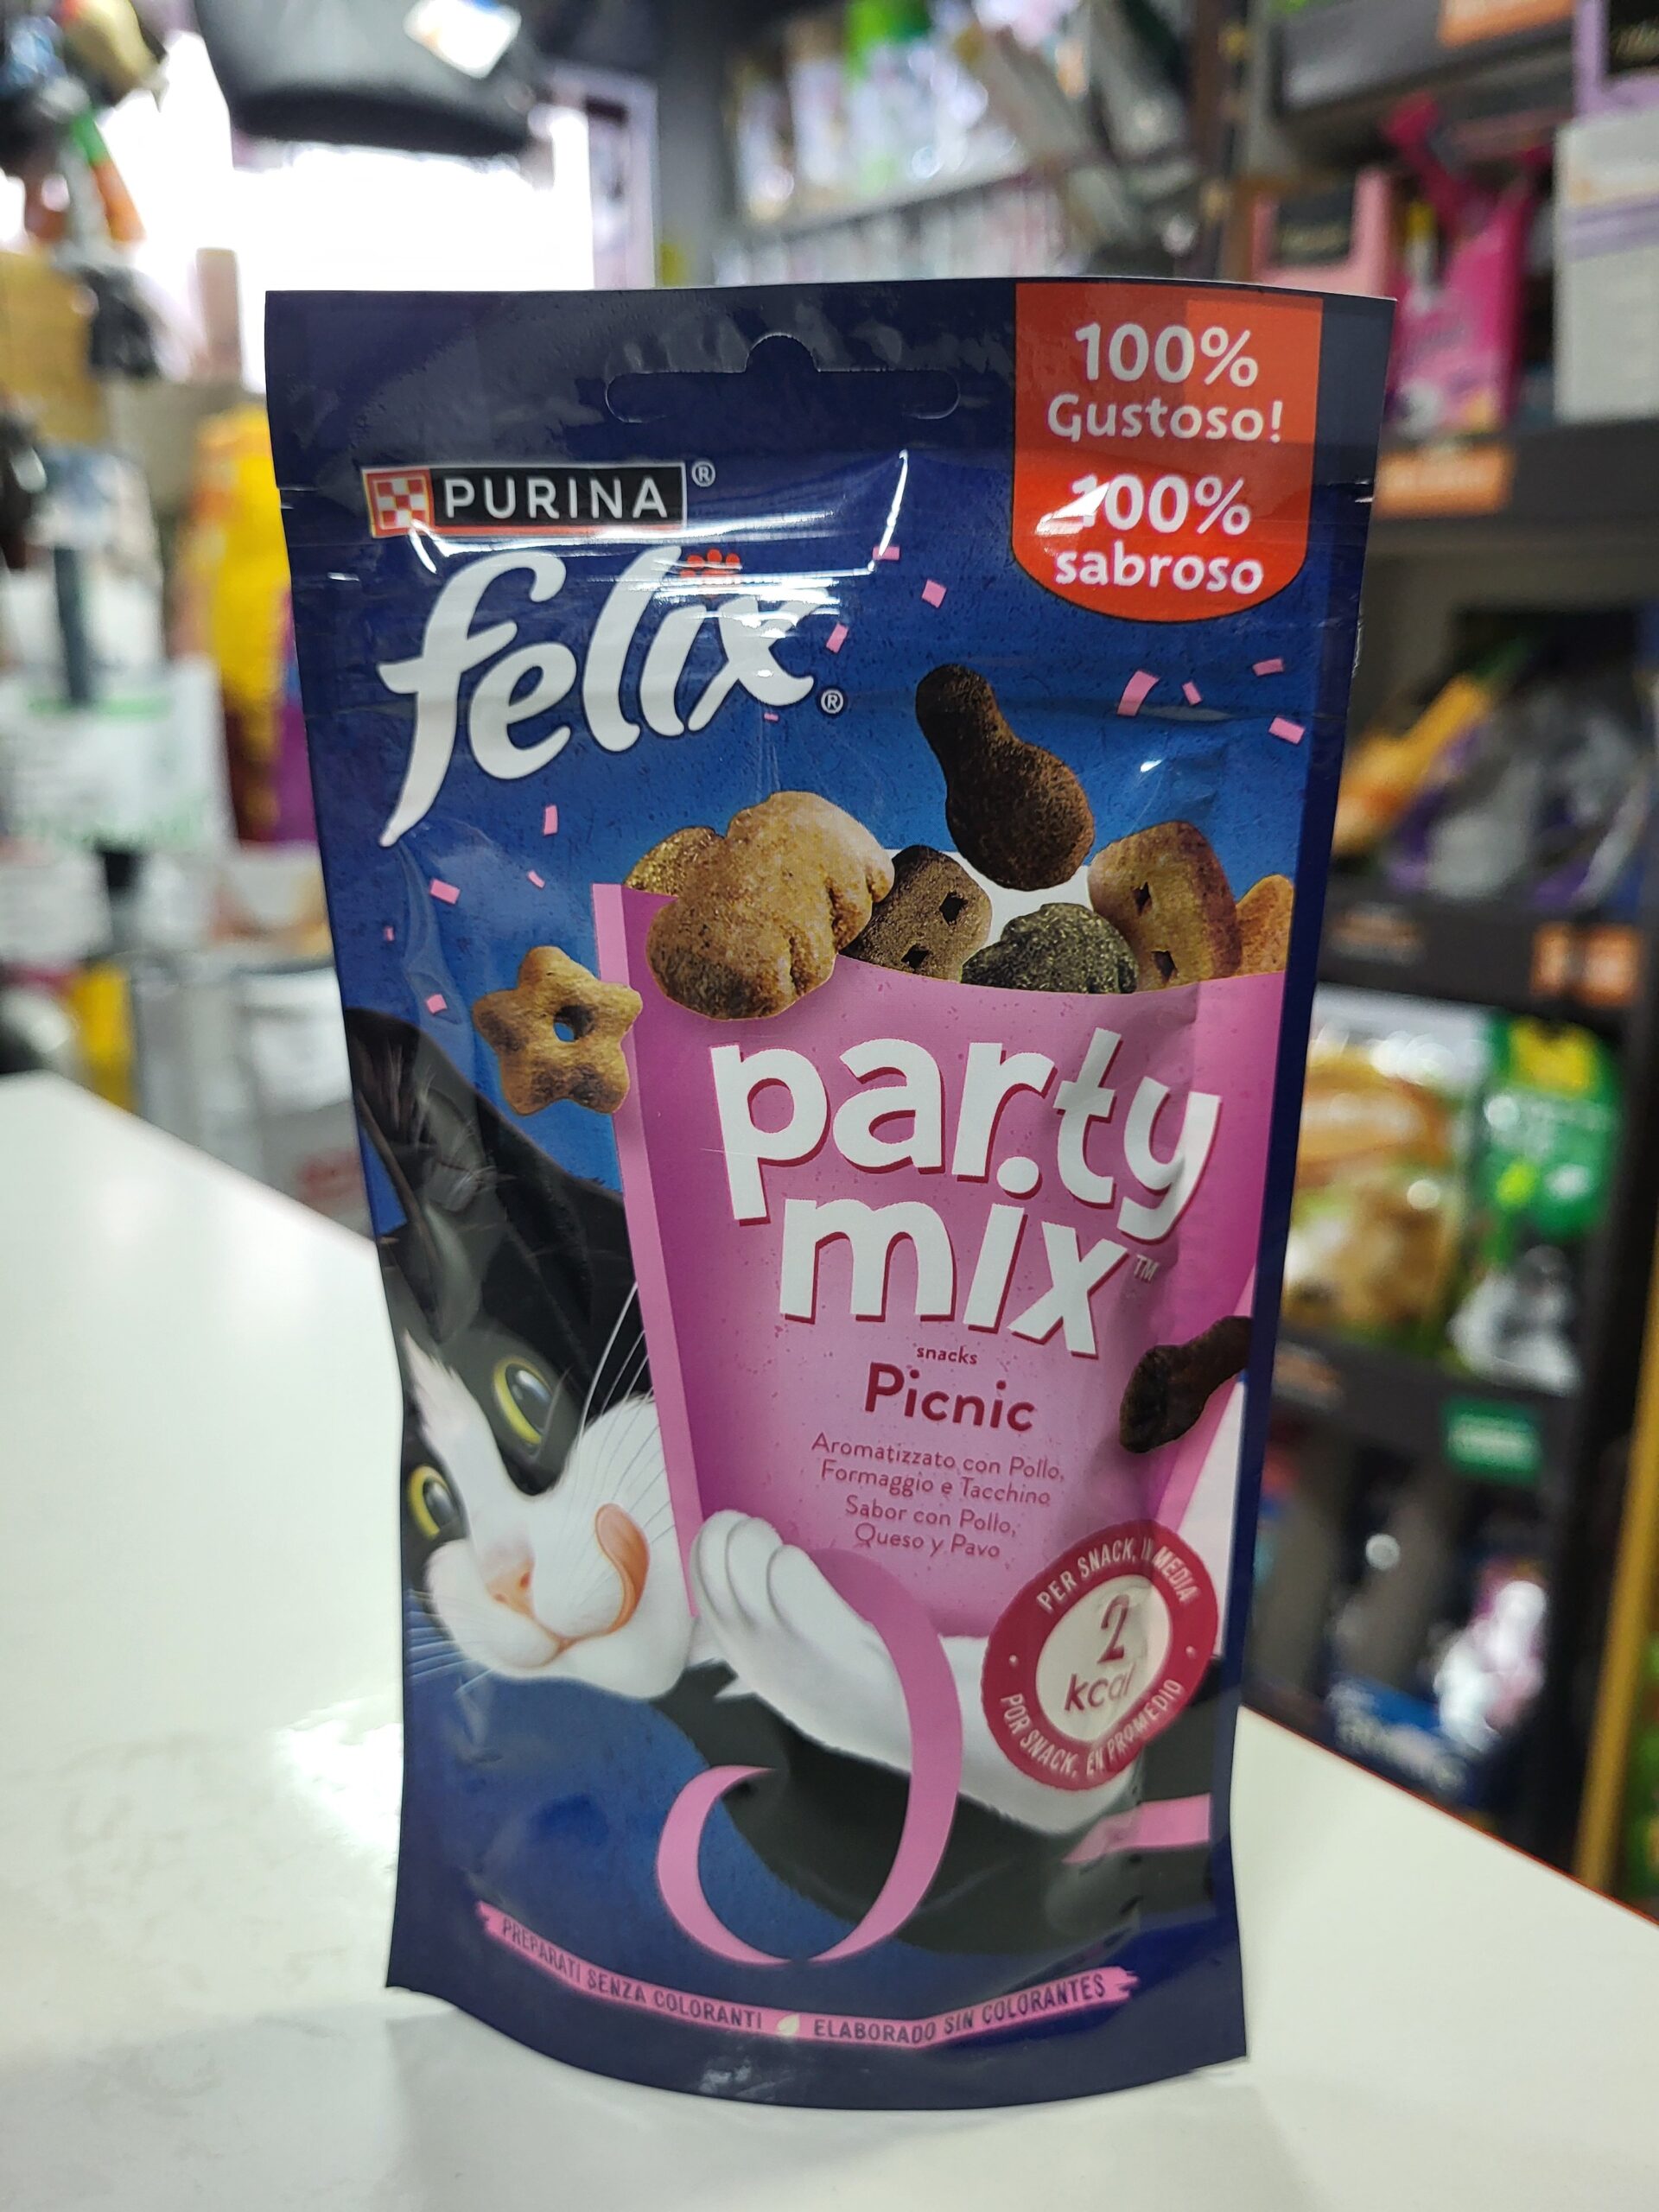 100%
Gustoso!
100%
sabroso
PURINA®
felix®
party
mix™
snacks
Picnic
Aromatizzato con Pollo,
Formaggio e Tacchino
Sabor con Pollo,
Queso y Pavo
PER SNACK, IN MEDIA
2
kcal
POR SNACK, EN PROMEDIO
PREPARATI SENZA COLORANTI
ELABORADO SIN COLORANTES